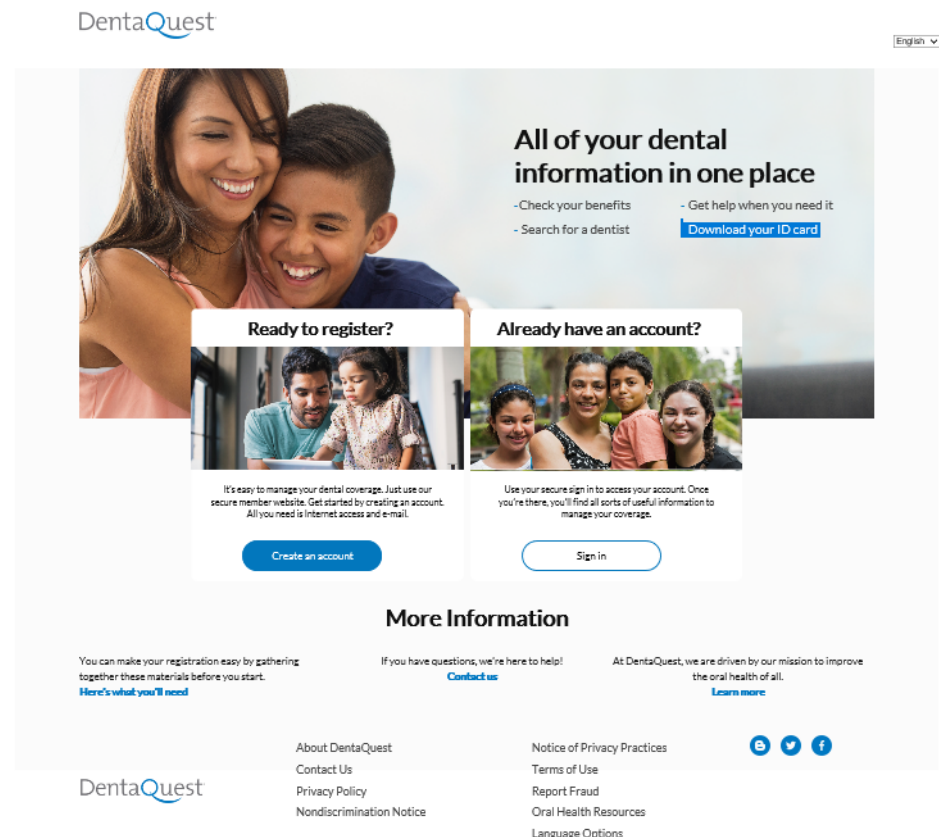 DentaQuest
English
All of your dental
information in one place
-Check your benefits
- Get help when you need it
- Search for a dentist
Download your ID card
Ready to register?
Already have an account?
It's easy to manage your dental coverage. Just use our
secure member website. Get started by creating an account.
All you need is Internet access and e-mail.
Use your secure sign in to access your account. Once
you're there, you'll find all sorts of useful information to
manage your coverage.
Create an account
Sign in
More Information
You can make your registration easy by gathering
together these materials before you start.
Here's what you'll need
If you have questions, we're here to help!
Contact us
At DentaQuest, we are driven by our mission to improve
the oral health of all.
Learn more
About DentaQuest
Contact Us
Privacy Policy
Nondiscrimination Notice
Notice of Privacy Practices
Terms of Use
Report Fraud
Oral Health Resources
Language Options
DentaQuest